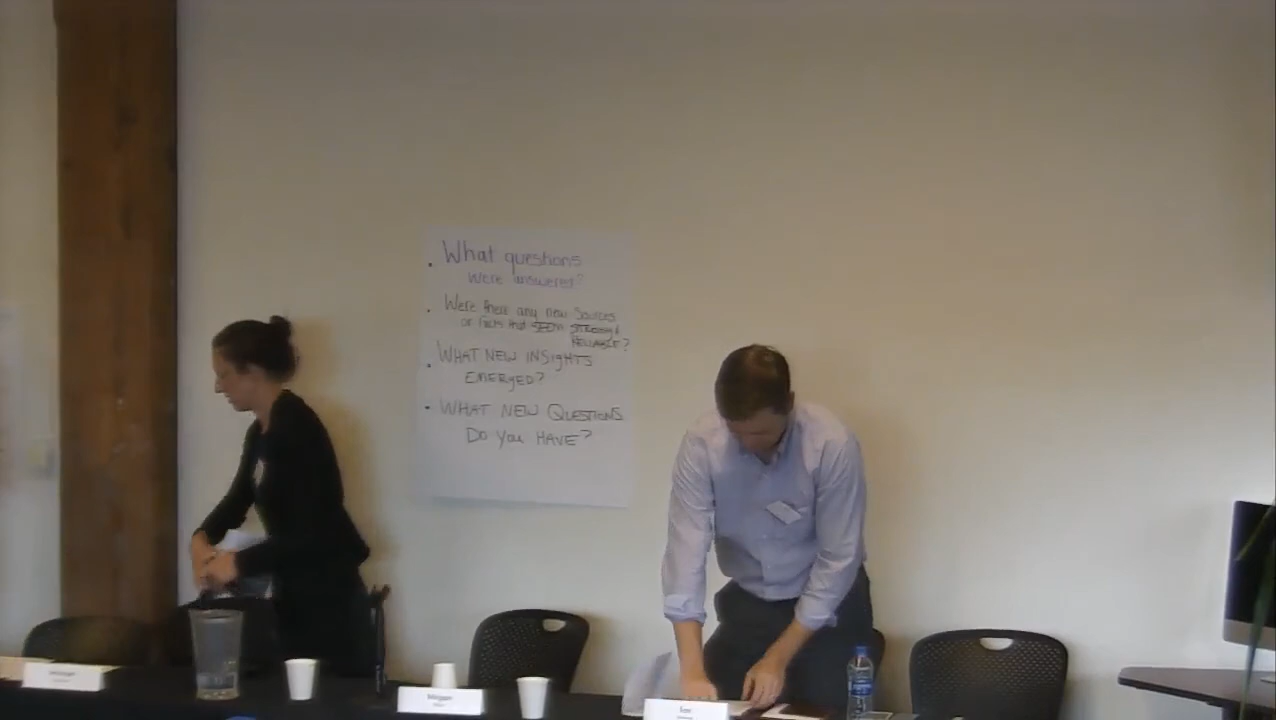 • What questions
were answered?
• Were there any new sources
or facts that SEEM STRONG &
RELIABLE?
• WHAT NEW INSIGHTS
EMERGED?
• WHAT NEW QUESTIONS
DO YOU HAVE?